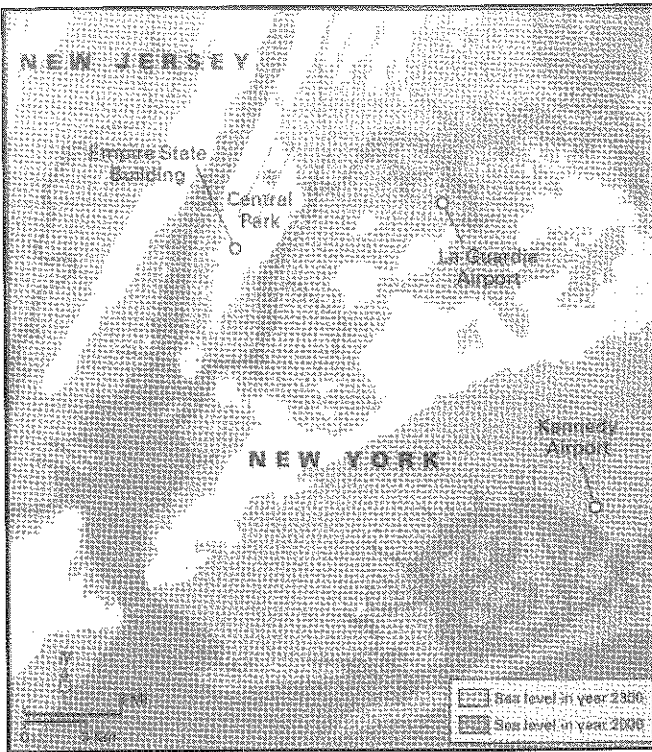 NEW JERSEY
Empire State
Building
Central
Park
La Guardia
Airport
NEW YORK
Kennedy
Airport
0
Sea level in year
Sea level in year 2000